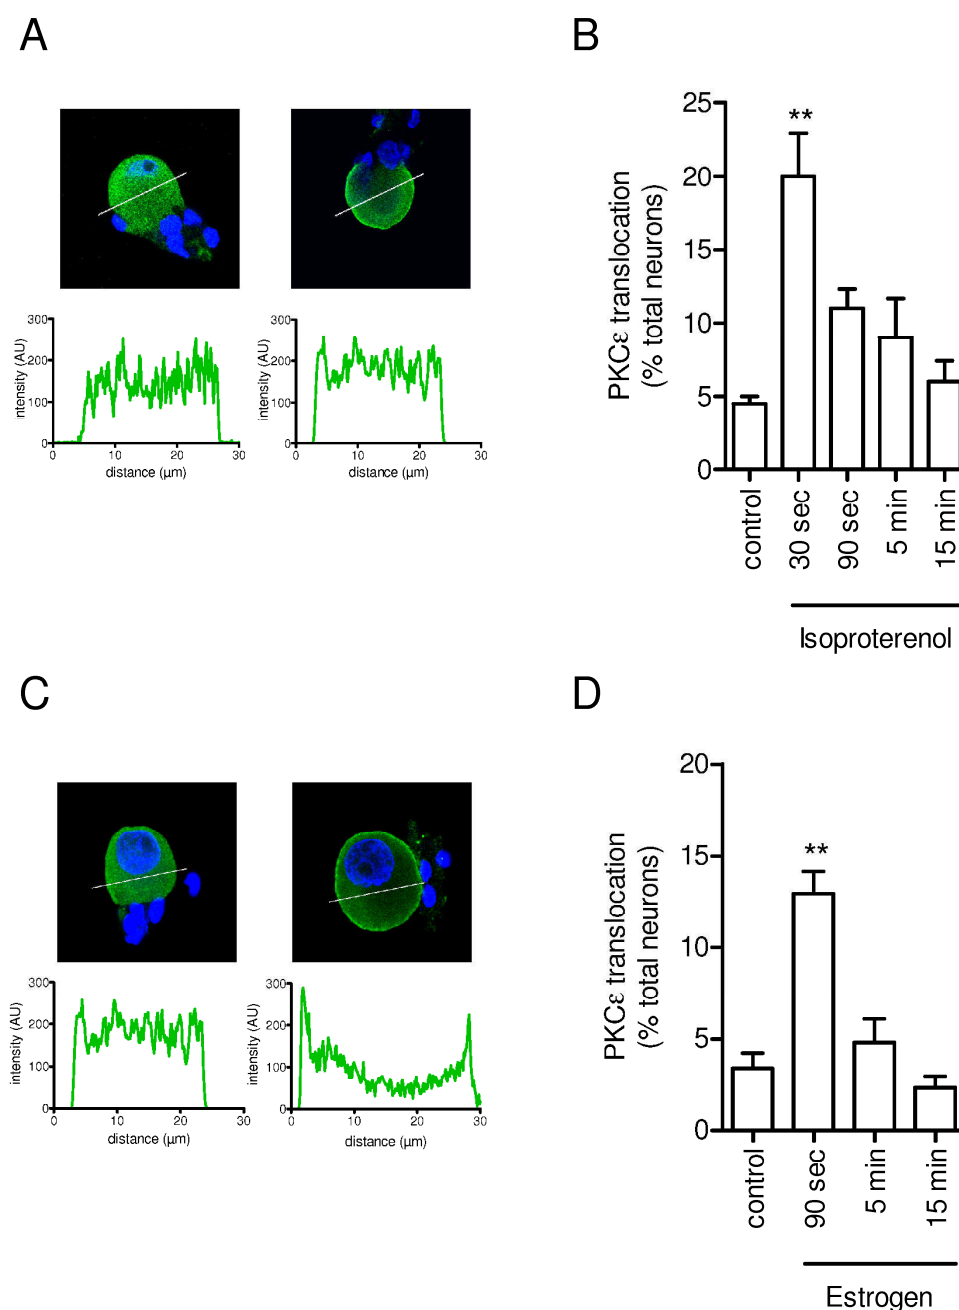 A
B
300
200
100
0
intensity (AU)
0 10 20 30
distance (µm)
300
200
100
0
0 10 20 30
distance (µm)
PKCε translocation
(% total neurons)
25
20
15
10
5
0
**
control
30 sec
90 sec
5 min
15 min
Isoproterenol
C
D
300
200
100
0
intensity (AU)
0 10 20 30
distance (µm)
300
200
100
0
intensity (AU)
0 10 20 30
distance (µm)
PKCε translocation
(% total neurons)
20
15
10
5
0
**
control
90 sec
5 min
15 min
Estrogen